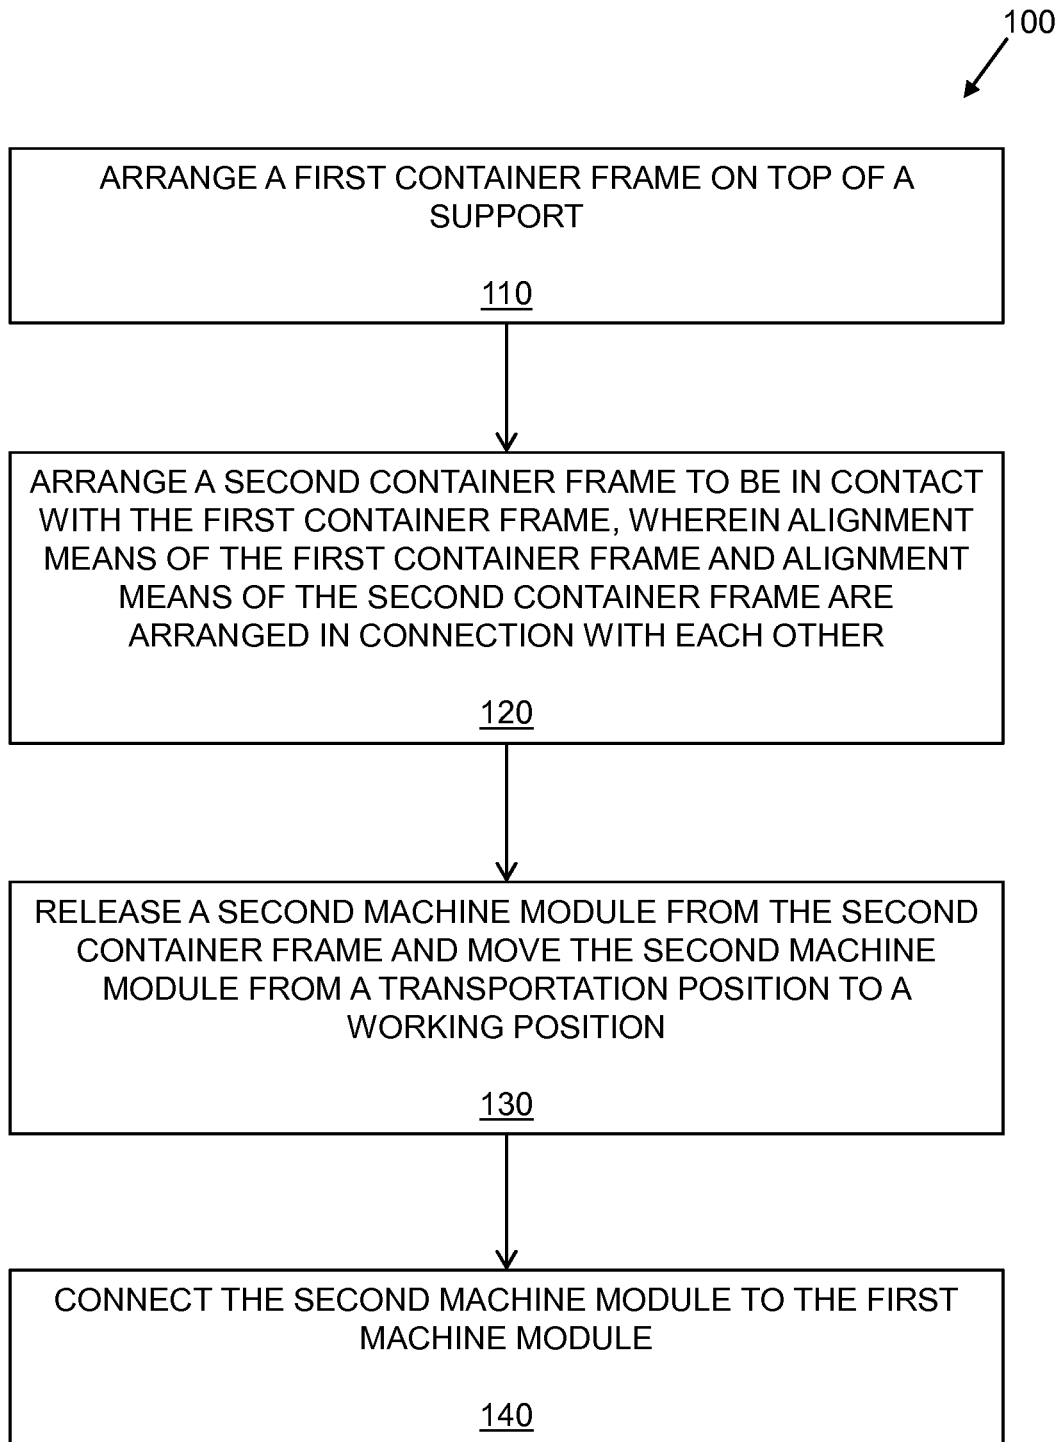 100
ARRANGE A FIRST CONTAINER FRAME ON TOP OF A
SUPPORT
110
ARRANGE A SECOND CONTAINER FRAME TO BE IN CONTACT
WITH THE FIRST CONTAINER FRAME, WHEREIN ALIGNMENT
MEANS OF THE FIRST CONTAINER FRAME AND ALIGNMENT
MEANS OF THE SECOND CONTAINER FRAME ARE
ARRANGED IN CONNECTION WITH EACH OTHER
120
RELEASE A SECOND MACHINE MODULE FROM THE SECOND
CONTAINER FRAME AND MOVE THE SECOND MACHINE
MODULE FROM A TRANSPORTATION POSITION TO A
WORKING POSITION
130
CONNECT THE SECOND MACHINE MODULE TO THE FIRST
MACHINE MODULE
140